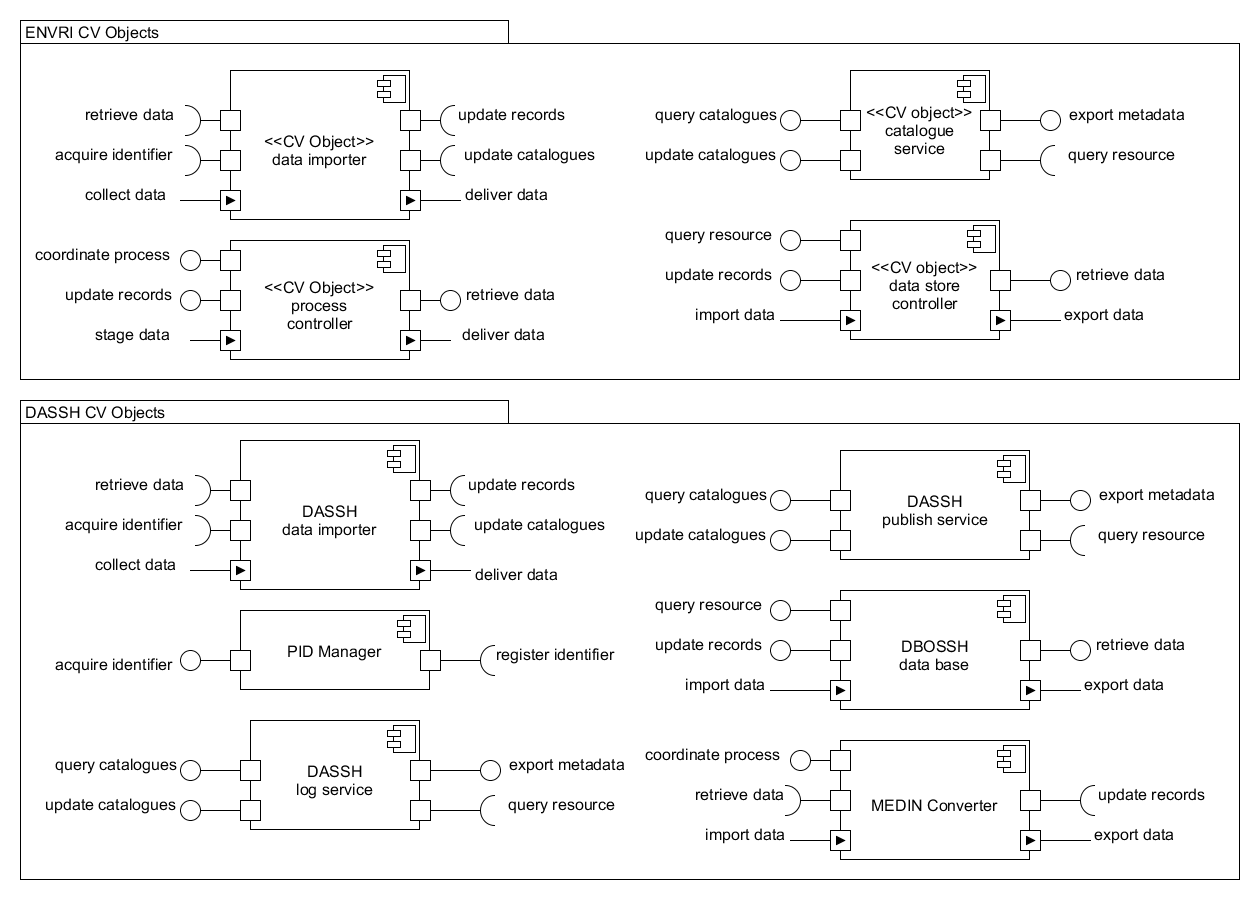 ENVRI CV Objects
retrieve data
acquire identifier
collect data
<<CV Object>>
data importer
update records
update catalogues
deliver data
query catalogues
update catalogues
<<CV object>>
catalogue
service
export metadata
query resource
coordinate process
update records
stage data
<<CV Object>>
process
controller
retrieve data
deliver data
query resource
update records
import data
<<CV object>>
data store
controller
retrieve data
export data
DASSH CV Objects
retrieve data
acquire identifier
collect data
DASSH
data importer
update records
update catalogues
deliver data
query catalogues
update catalogues
DASSH
publish service
export metadata
query resource
acquire identifier
PID Manager
register identifier
query resource
update records
import data
DBOSSH
data base
retrieve data
export data
query catalogues
update catalogues
DASSH
log service
export metadata
query resource
coordinate process
retrieve data
import data
MEDIN Converter
update records
export data